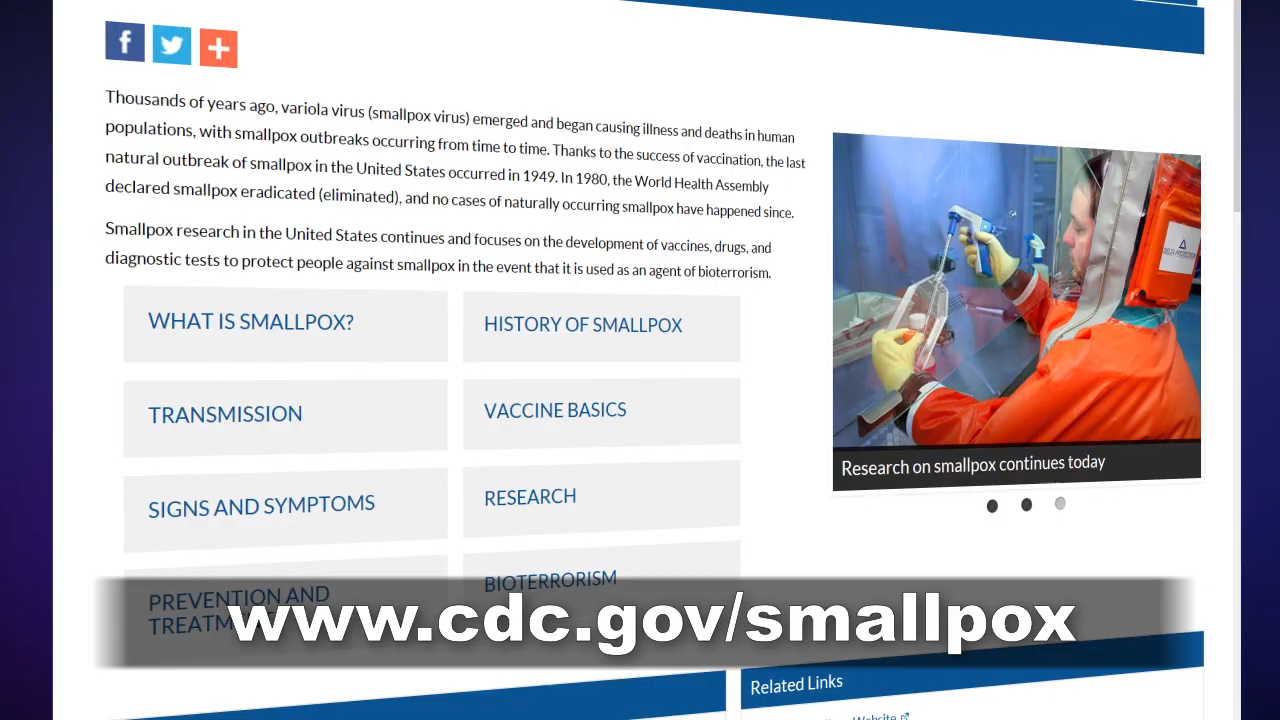 Thousands of years ago, variola virus (smallpox virus) emerged and began causing illness and deaths in human
populations, with smallpox outbreaks occurring from time to time. Thanks to the success of vaccination, the last
natural outbreak of smallpox in the United States occurred in 1949. In 1980, the World Health Assembly
declared smallpox eradicated (eliminated), and no cases of naturally occurring smallpox have happened since.
Smallpox research in the United States continues and focuses on the development of vaccines, drugs, and
diagnostic tests to protect people against smallpox in the event that it is used as an agent of bioterrorism.
WHAT IS SMALLPOX?
HISTORY OF SMALLPOX
TRANSMISSION
VACCINE BASICS
SIGNS AND SYMPTOMS
RESEARCH
PREVENTION AND
BIOTERRORISM
Research on smallpox continues today
www.cdc.gov/smallpox
Related Links
Website